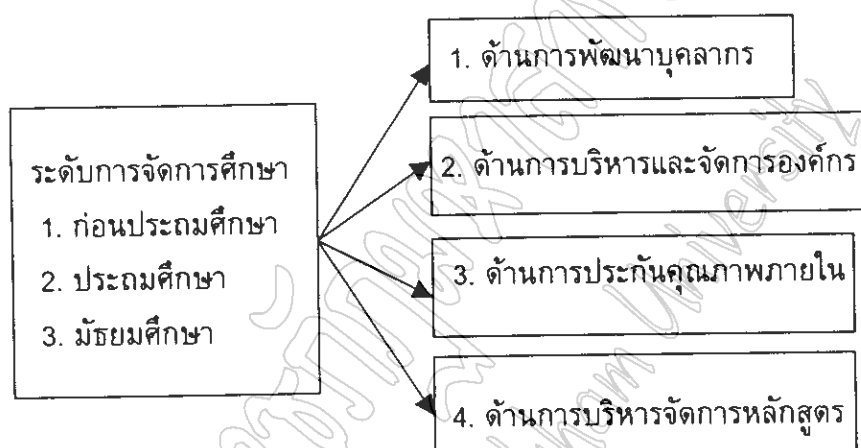 ระดับการจัดการศึกษา
1. ก่อนประถมศึกษา
2. ประถมศึกษา
3. มัธยมศึกษา
1. ด้านการพัฒนาบุคลากร
2. ด้านการบริหารและจัดการองค์กร
3. ด้านการประกันคุณภาพภายใน
4. ด้านการบริหารจัดการหลักสูตร
University